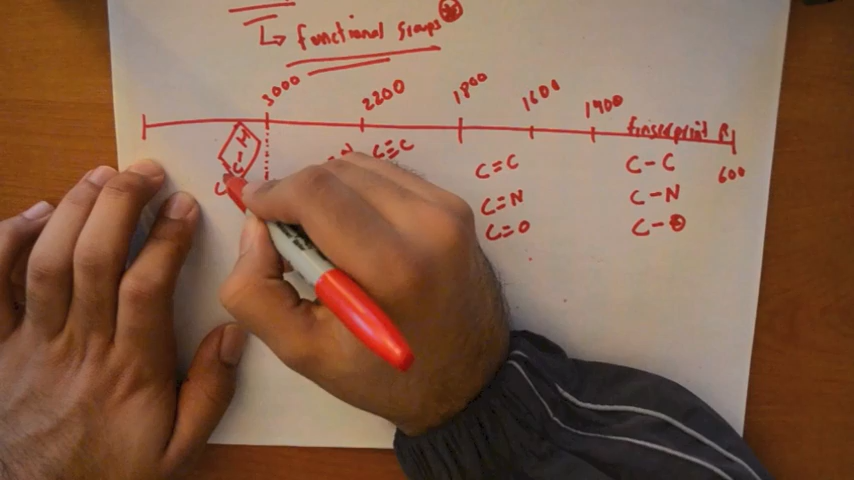 functional Groups
3000 2200 1800 1600 1400
fingerprint R
600
C-H
C≡C
C=C
C=N
C=O
C-C
C-N
C-O